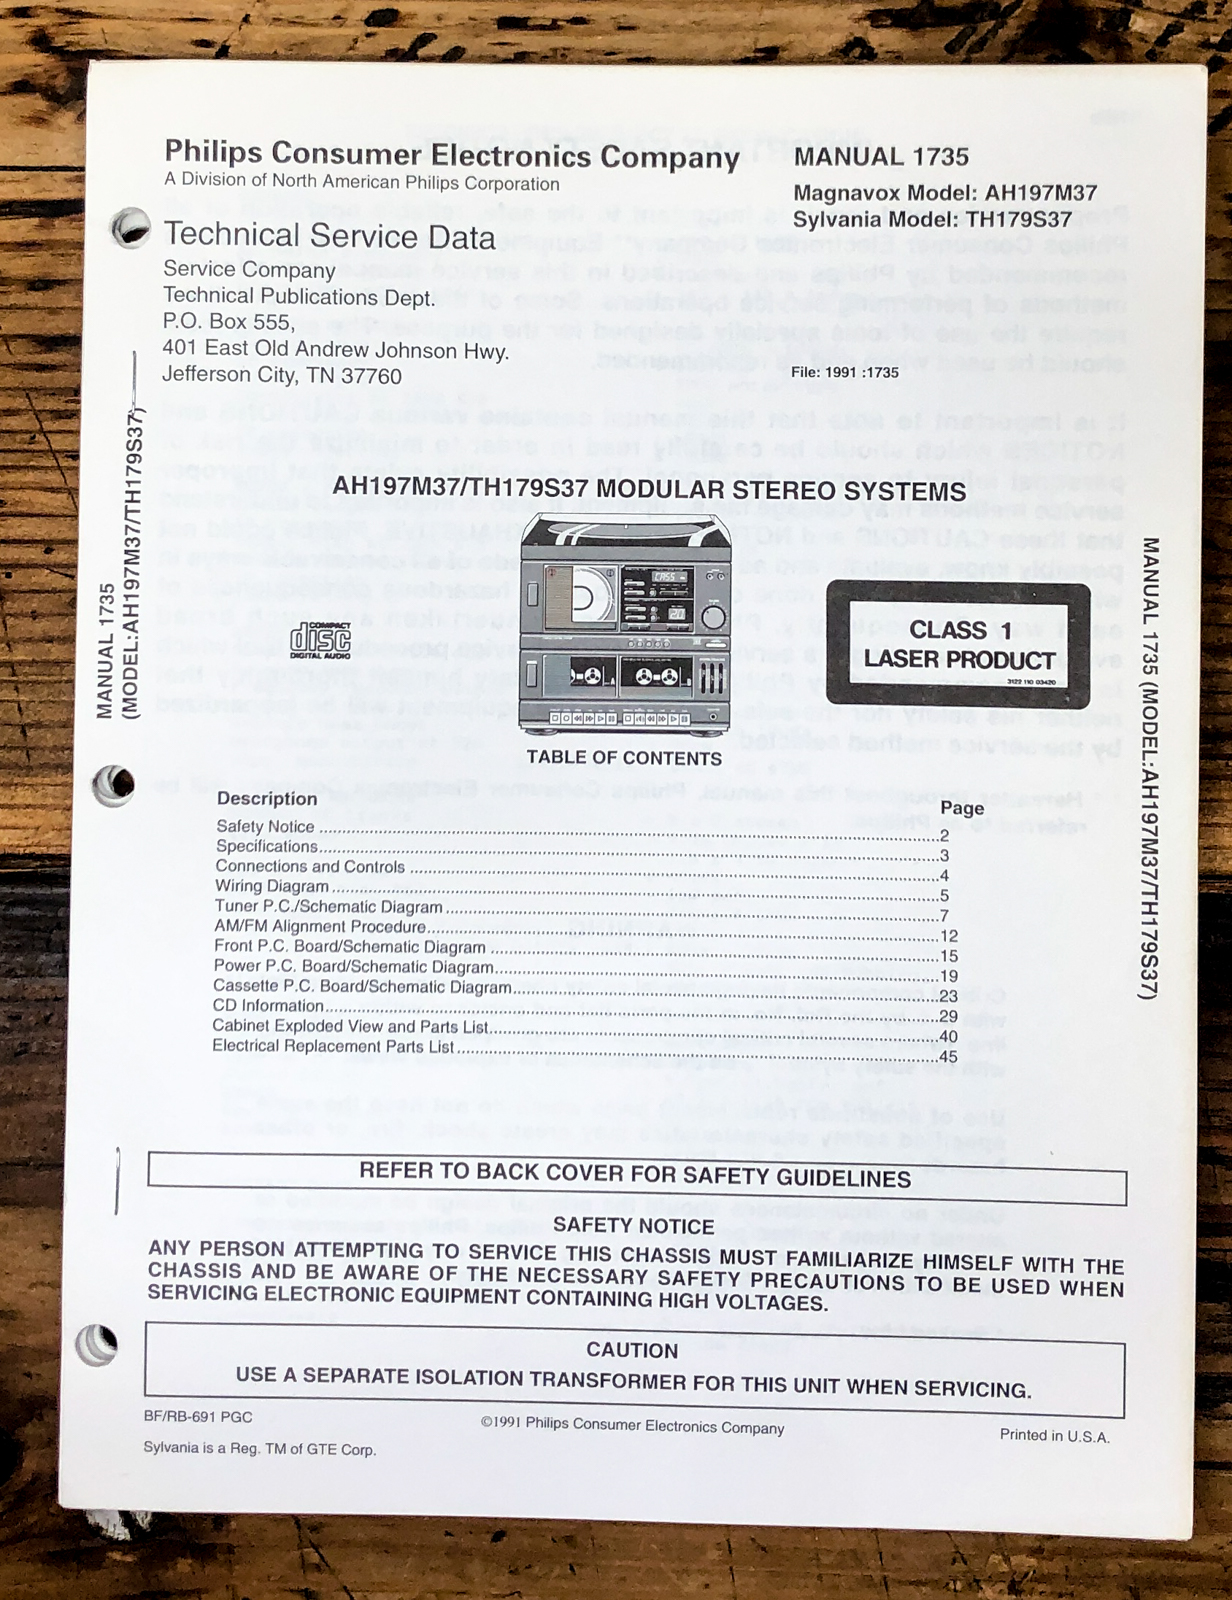 Philips Consumer Electronics Company
A Division of North American Philips Corporation
MANUAL 1735
Magnavox Model: AH197M37
Sylvania Model: TH179S37
Technical Service Data
Service Company
Technical Publications Dept.
P.O. Box 555,
401 East Old Andrew Johnson Hwy.
Jefferson City, TN 37760
File: 1991 :1735
MANUAL 1735
(MODEL:AH197M37/TH179S37)
AH197M37/TH179S37 MODULAR STEREO SYSTEMS
COMPACT
disc
DIGITAL AUDIO
CASS
CLASS 1
LASER PRODUCT
3122 110 03420
MANUAL 1735 (MODEL:AH197M37/TH179S37)
TABLE OF CONTENTS
Description Page
Safety Notice ........ 2
Specifications ........ 3
Connections and Controls ........ 4
Wiring Diagram ........ 5
Tuner P.C./Schematic Diagram ........ 7
AM/FM Alignment Procedure ........ 12
Front P.C. Board/Schematic Diagram ........ 15
Power P.C. Board/Schematic Diagram ........ 19
Cassette P.C. Board/Schematic Diagram ........ 23
CD Information ........ 29
Cabinet Exploded View and Parts List ........ 40
Electrical Replacement Parts List ........ 45
REFER TO BACK COVER FOR SAFETY GUIDELINES
SAFETY NOTICE
ANY PERSON ATTEMPTING TO SERVICE THIS CHASSIS MUST FAMILIARIZE HIMSELF WITH THE
CHASSIS AND BE AWARE OF THE NECESSARY SAFETY PRECAUTIONS TO BE USED WHEN
SERVICING ELECTRONIC EQUIPMENT CONTAINING HIGH VOLTAGES.
CAUTION
USE A SEPARATE ISOLATION TRANSFORMER FOR THIS UNIT WHEN SERVICING.
BF/RB-691 PGC
©1991 Philips Consumer Electronics Company
Printed in U.S.A.
Sylvania is a Reg. TM of GTE Corp.